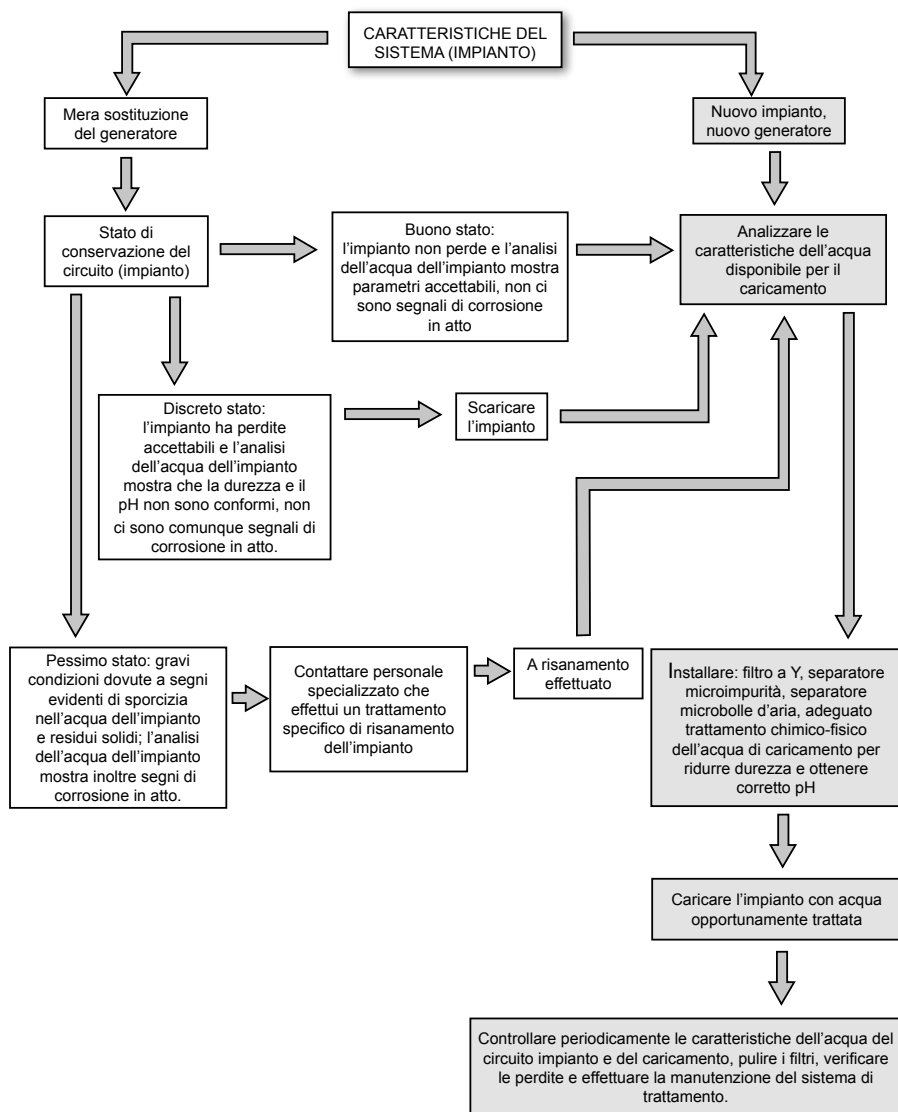 CARATTERISTICHE DEL
SISTEMA (IMPIANTO)
Mera sostituzione
del generatore
Nuovo impianto,
nuovo generatore
Stato di
conservazione del
circuito (impianto)
Buono stato:
l’impianto non perde e l’analisi
dell’acqua dell’impianto mostra
parametri accettabili, non ci
sono segnali di corrosione
in atto
Analizzare le
caratteristiche dell’acqua
disponibile per il
caricamento
Discreto stato:
l’impianto ha perdite
accettabili e l’analisi
dell’acqua dell’impianto
mostra che la durezza e il
pH non sono conformi, non
ci sono comunque segnali di
corrosione in atto.
Scaricare
l’impianto
Pessimo stato: gravi
condizioni dovute a segni
evidenti di sporcizia
nell’acqua dell’impianto
e residui solidi; l’analisi
dell’acqua dell’impianto
mostra inoltre segni di
corrosione in atto.
Contattare personale
specializzato che
effettui un trattamento
specifico di risanamento
dell’impianto
A risanamento
effettuato
Installare: filtro a Y, separatore
microimpurità, separatore
microbolle d’aria, adeguato
trattamento chimico-fisico
dell’acqua di caricamento per
ridurre durezza e ottenere
corretto pH
Caricare l’impianto con acqua
opportunamente trattata
Controllare periodicamente le caratteristiche dell’acqua del
circuito impianto e del caricamento, pulire i filtri, verificare
le perdite e effettuare la manutenzione del sistema di
trattamento.